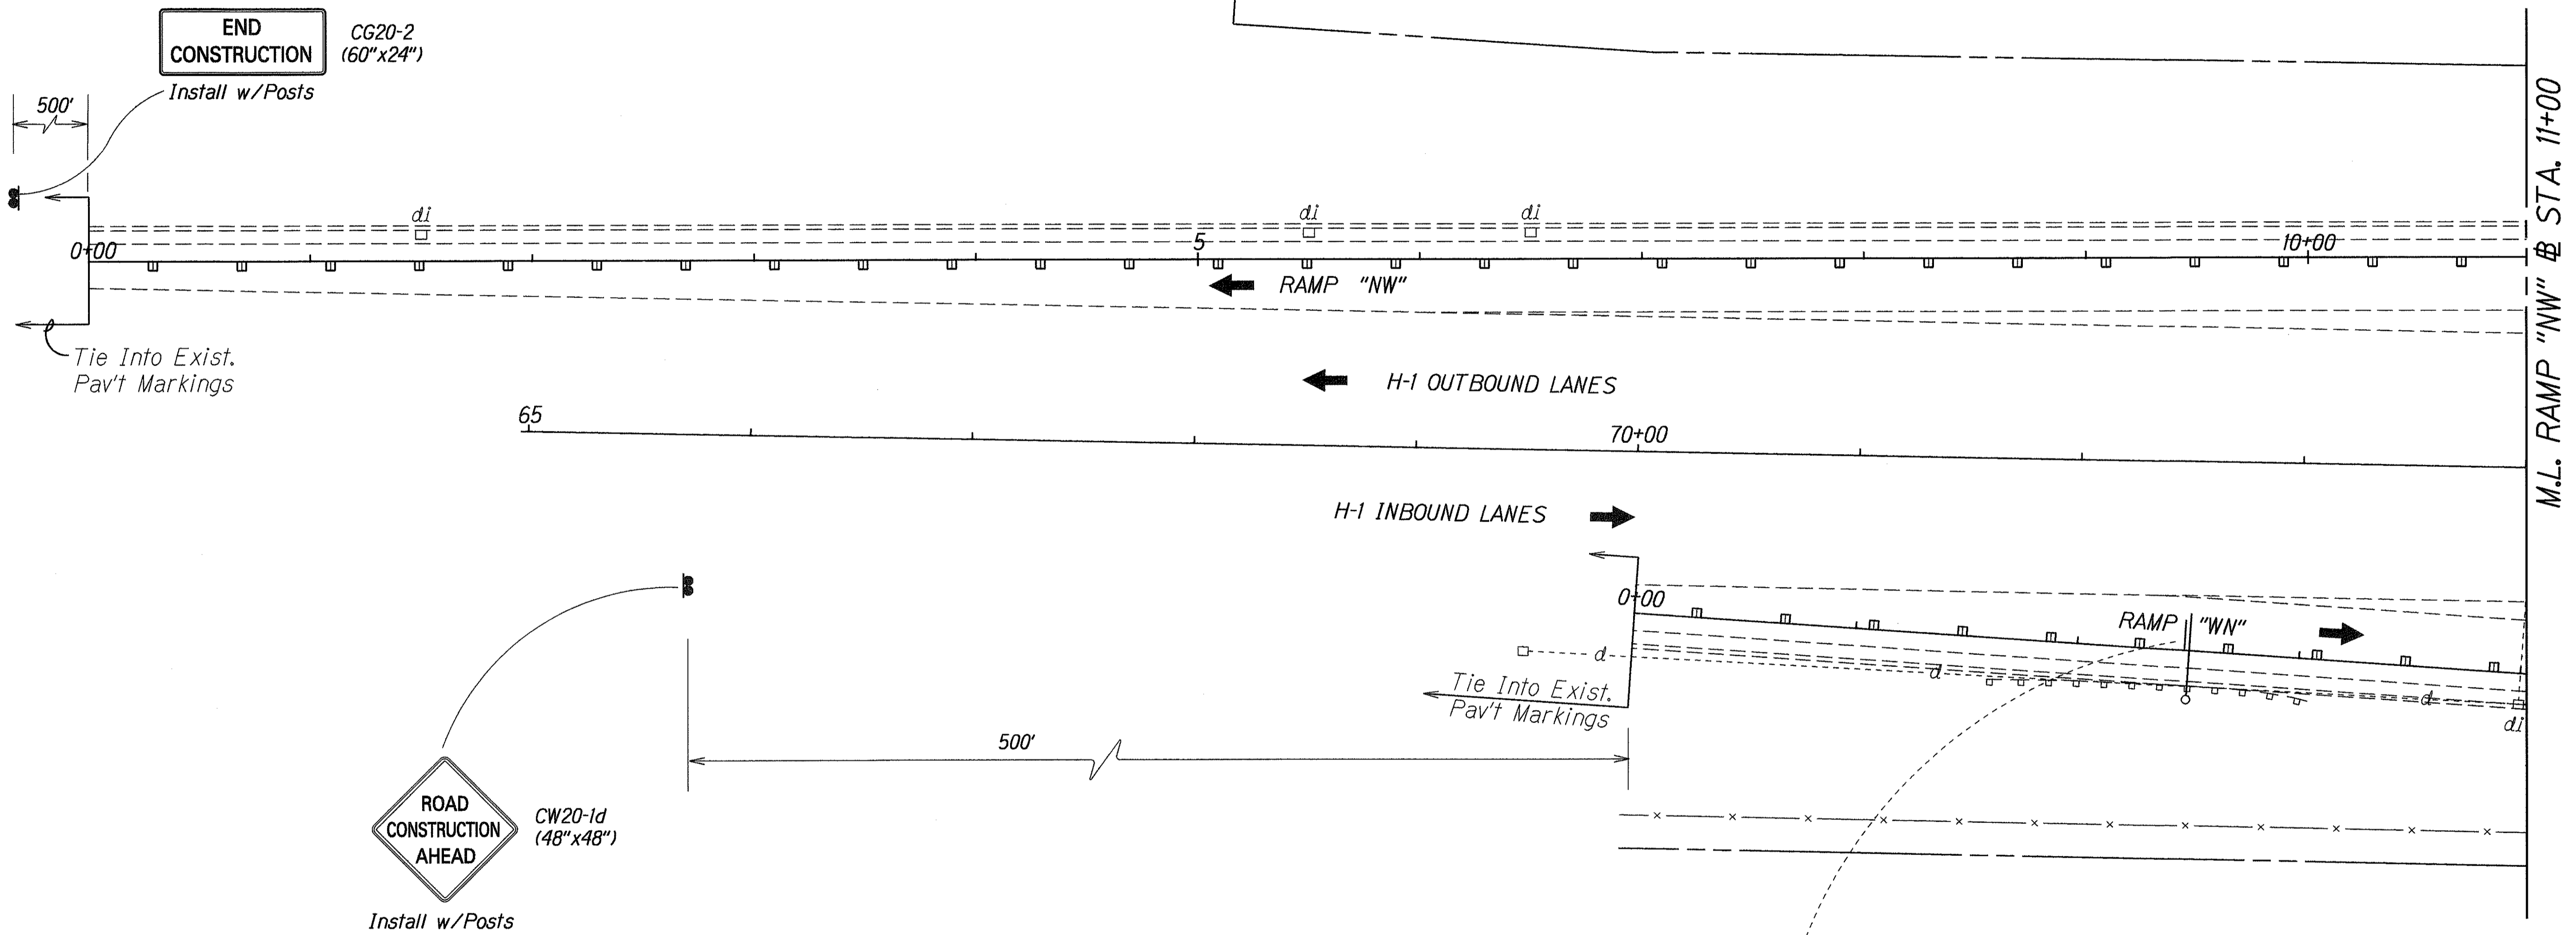 END
CONSTRUCTION
CG20-2
(60"x24")
Install w/Posts
500'
di
di
di
0+00
5
10+00
RAMP "NW"
Tie Into Exist.
Pav't Markings
H-1 OUTBOUND LANES
65
70+00
H-1 INBOUND LANES
0+00
RAMP "WN"
d
d
d
di
Tie Into Exist.
Pav't Markings
500'
ROAD
CONSTRUCTION
AHEAD
CW20-1d
(48"x48")
Install w/Posts
M.L. RAMP "NW" ℄ STA. 11+00